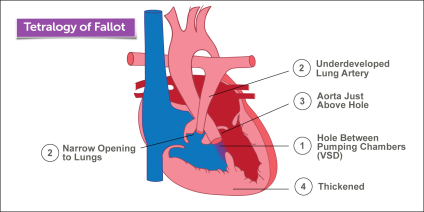 Tetralogy of Fallot
2
Underdeveloped
Lung Artery
3
Aorta Just
Above Hole
1
Hole Between
Pumping Chambers
(VSD)
2
Narrow Opening
to Lungs
4
Thickened